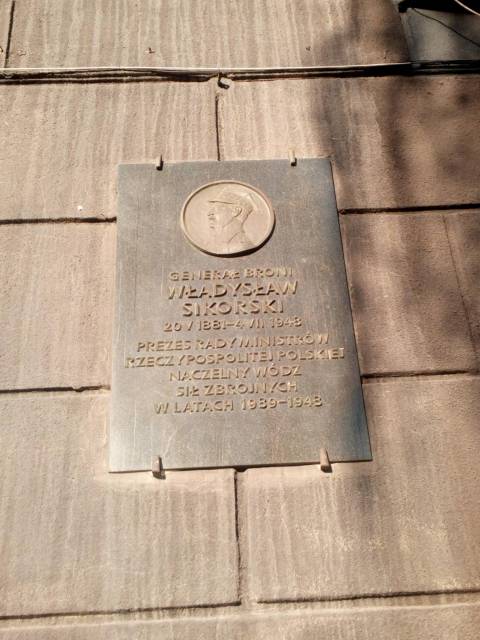 GENERAŁ BRONI
WŁADYSŁAW
SIKORSKI
20 V 1881–4 VII 1943
PREZES RADY MINISTRÓW
RZECZYPOSPOLITEJ POLSKIEJ
NACZELNY WÓDZ
SIŁ ZBROJNYCH
W LATACH 1939–1943